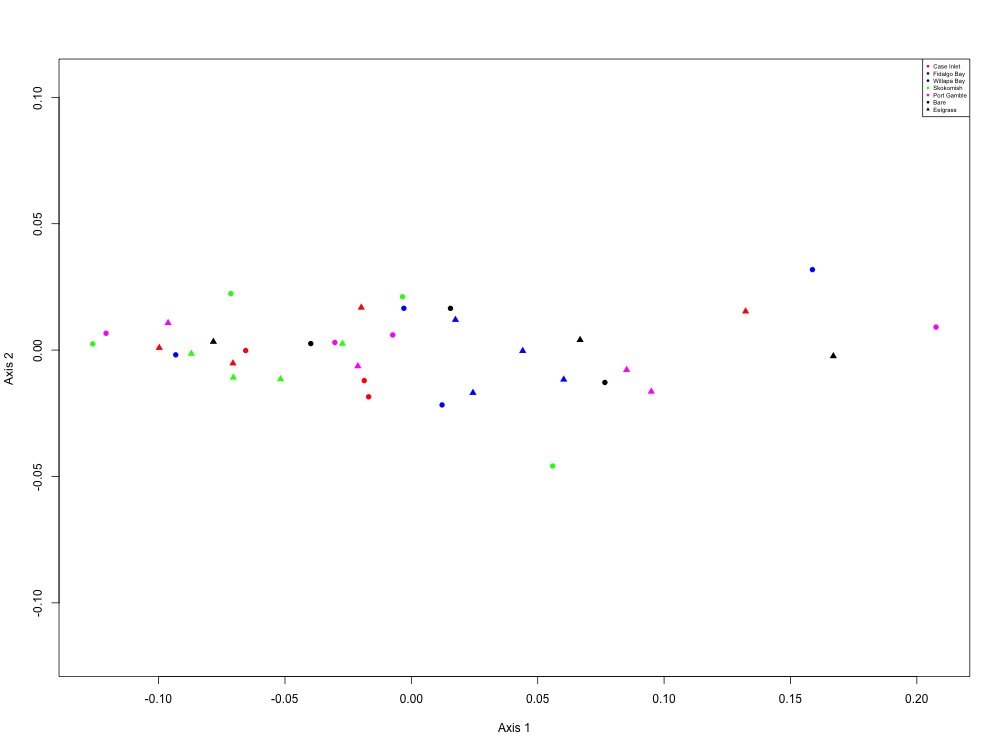 Case Inlet
Fidalgo Bay
Willapa Bay
Skokomish
Port Gamble
Bare
Eelgrass
0.10
0.05
0.00
-0.05
-0.10
Axis 2
-0.10 -0.05 0.00 0.05 0.10 0.15 0.20
Axis 1